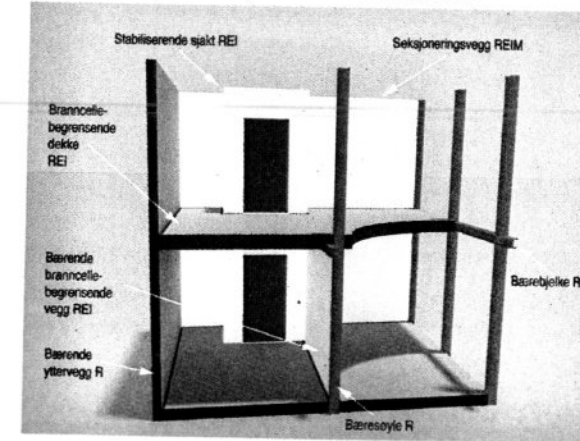 Stabiliserende sjakt REI
Seksjoneringsvegg REIM
Branncelle-
begrensende
dekke
REI
Bærende
branncelle-
begrensende
vegg REI
Bærebjelke R
Bærende
yttervegg R
Bæresøyle R